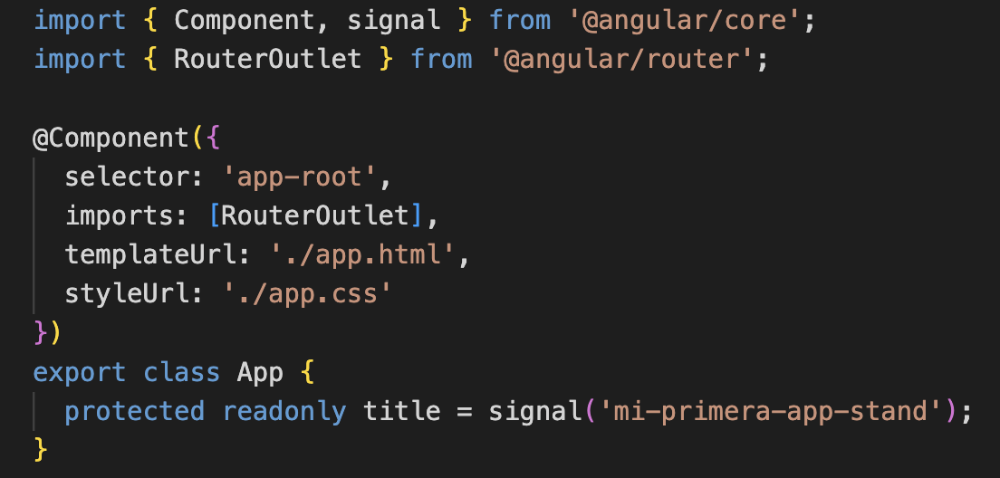 import { Component, signal } from '@angular/core';
import { RouterOutlet } from '@angular/router';

@Component({
  selector: 'app-root',
  imports: [RouterOutlet],
  templateUrl: './app.html',
  styleUrl: './app.css'
})
export class App {
  protected readonly title = signal('mi-primera-app-stand');
}